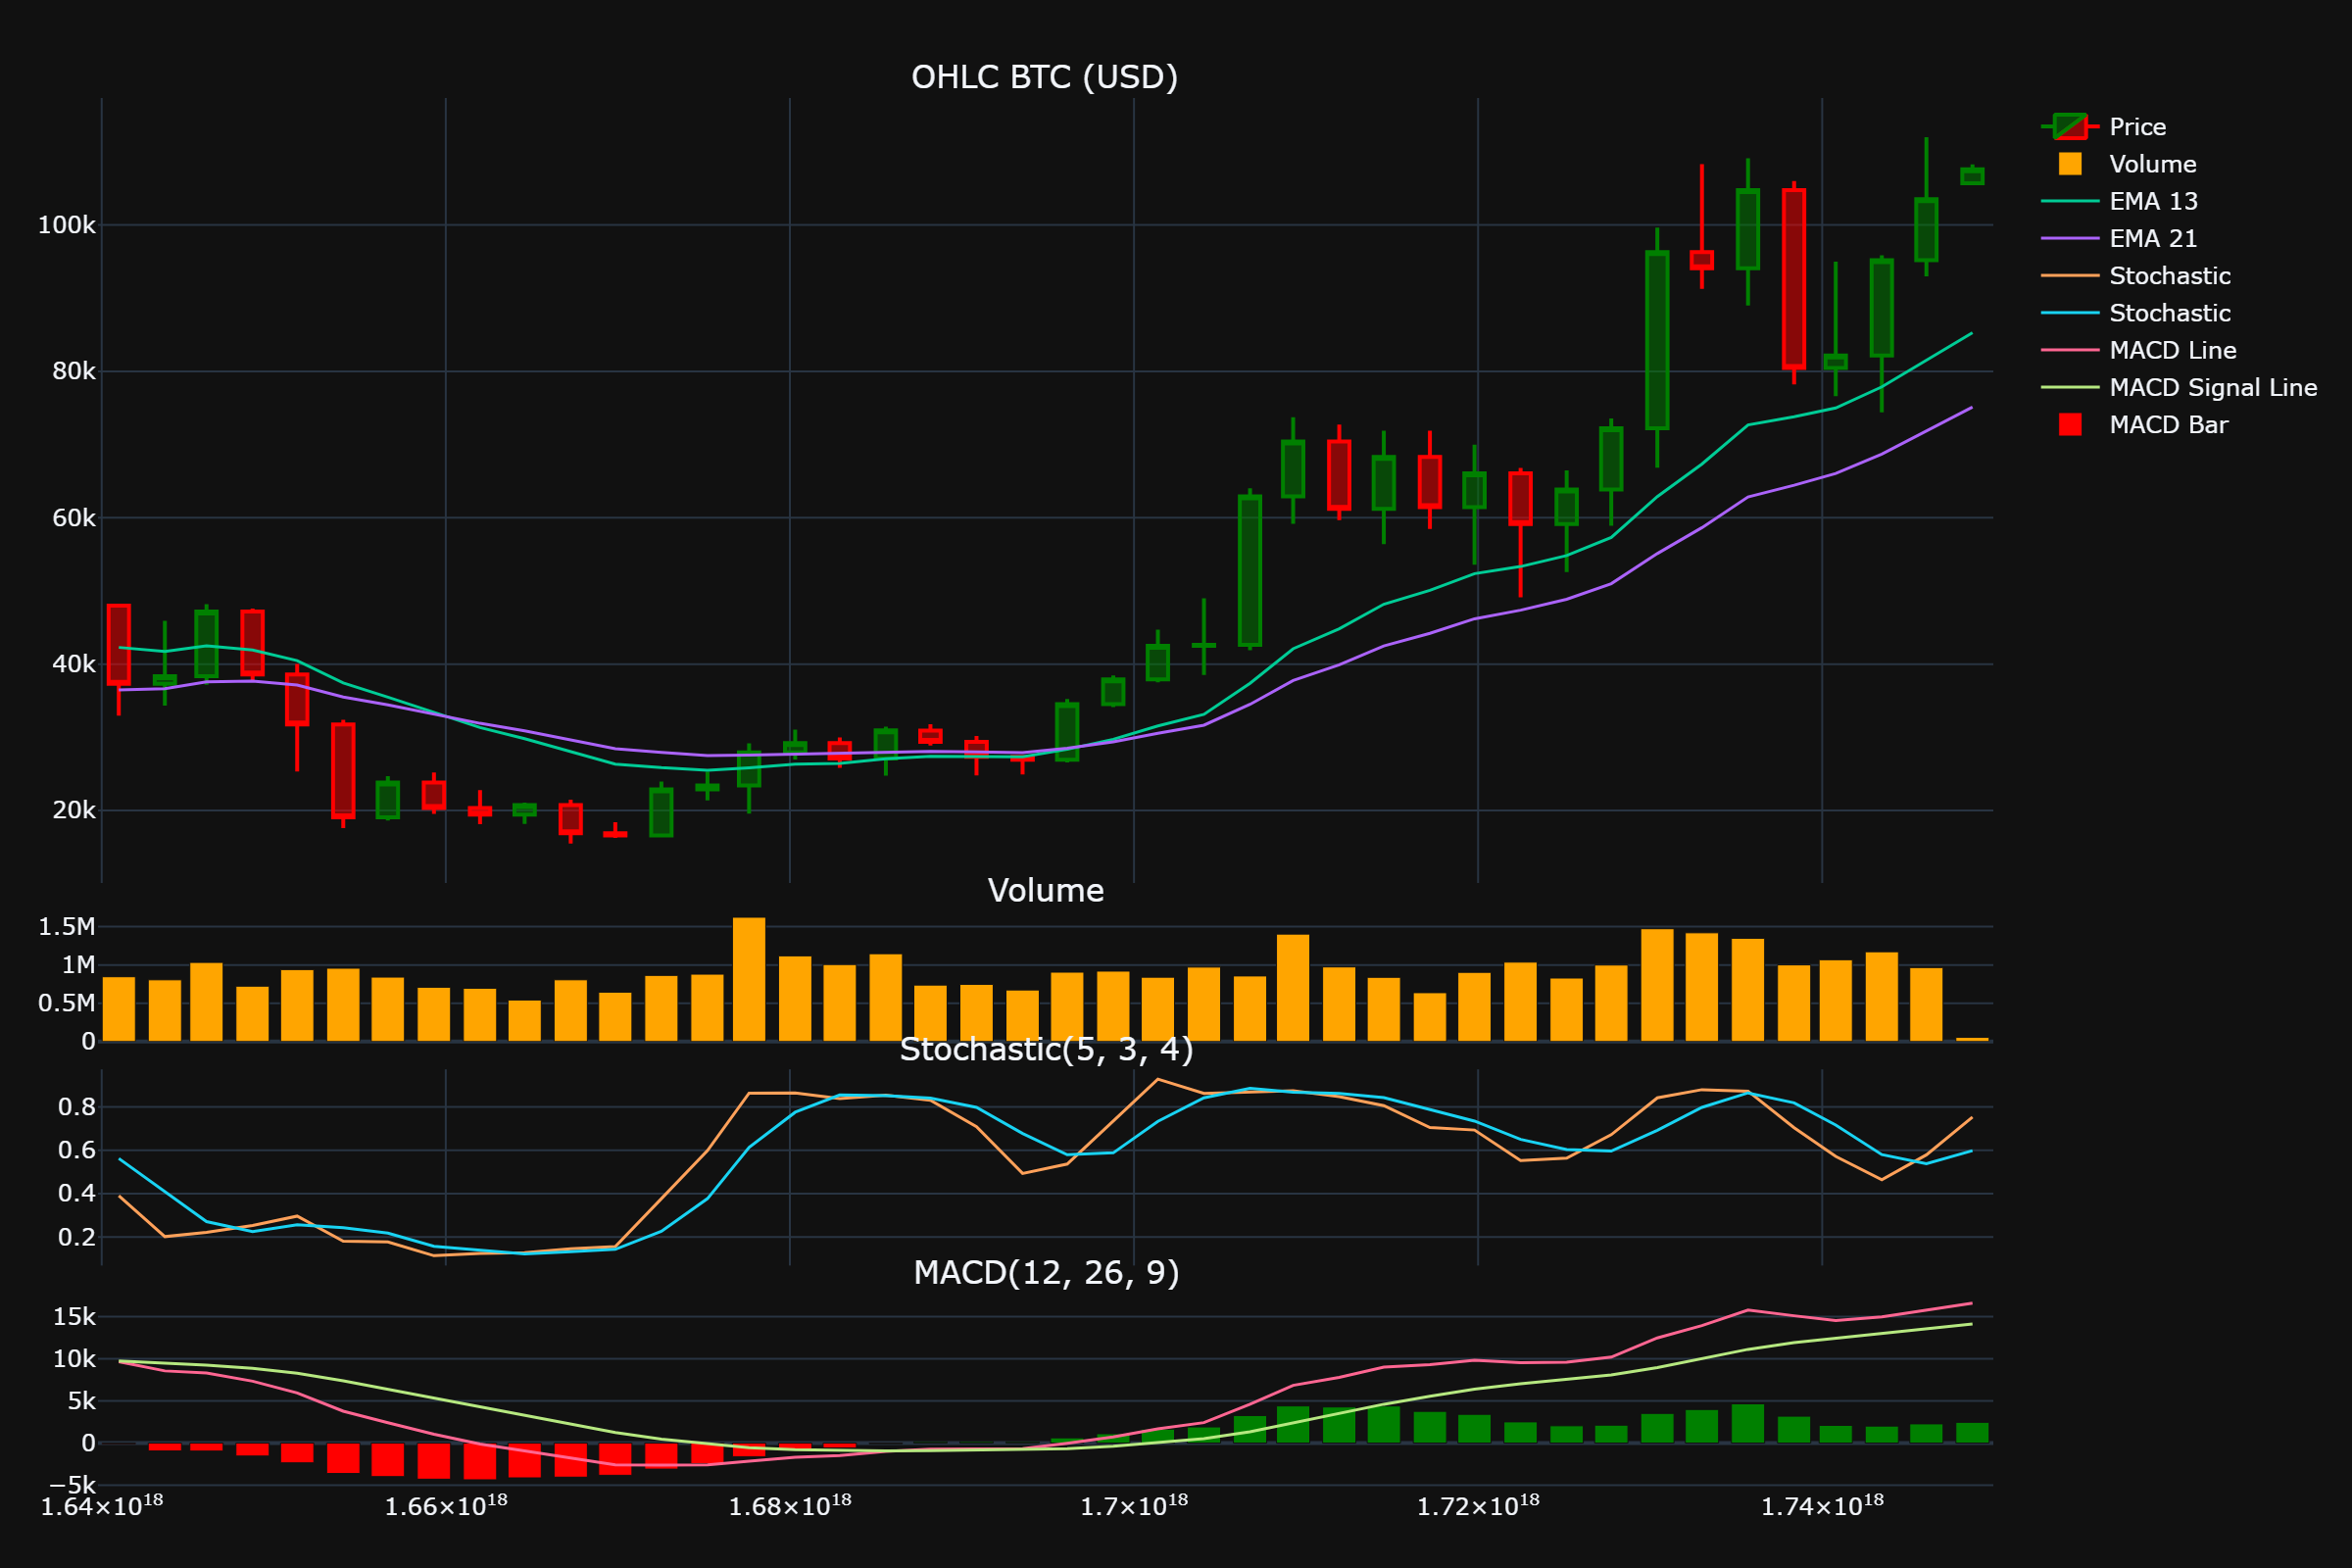 OHLC BTC (USD)
100k
80k
60k
40k
20k
Price
Volume
EMA 13
EMA 21
Stochastic
Stochastic
MACD Line
MACD Signal Line
MACD Bar
Volume
1.5M
1M
0.5M
0
Stochastic(5, 3, 4)
0.8
0.6
0.4
0.2
MACD(12, 26, 9)
15k
10k
5k
0
−5k
1.64×10¹⁸ 1.66×10¹⁸ 1.68×10¹⁸ 1.7×10¹⁸ 1.72×10¹⁸ 1.74×10¹⁸